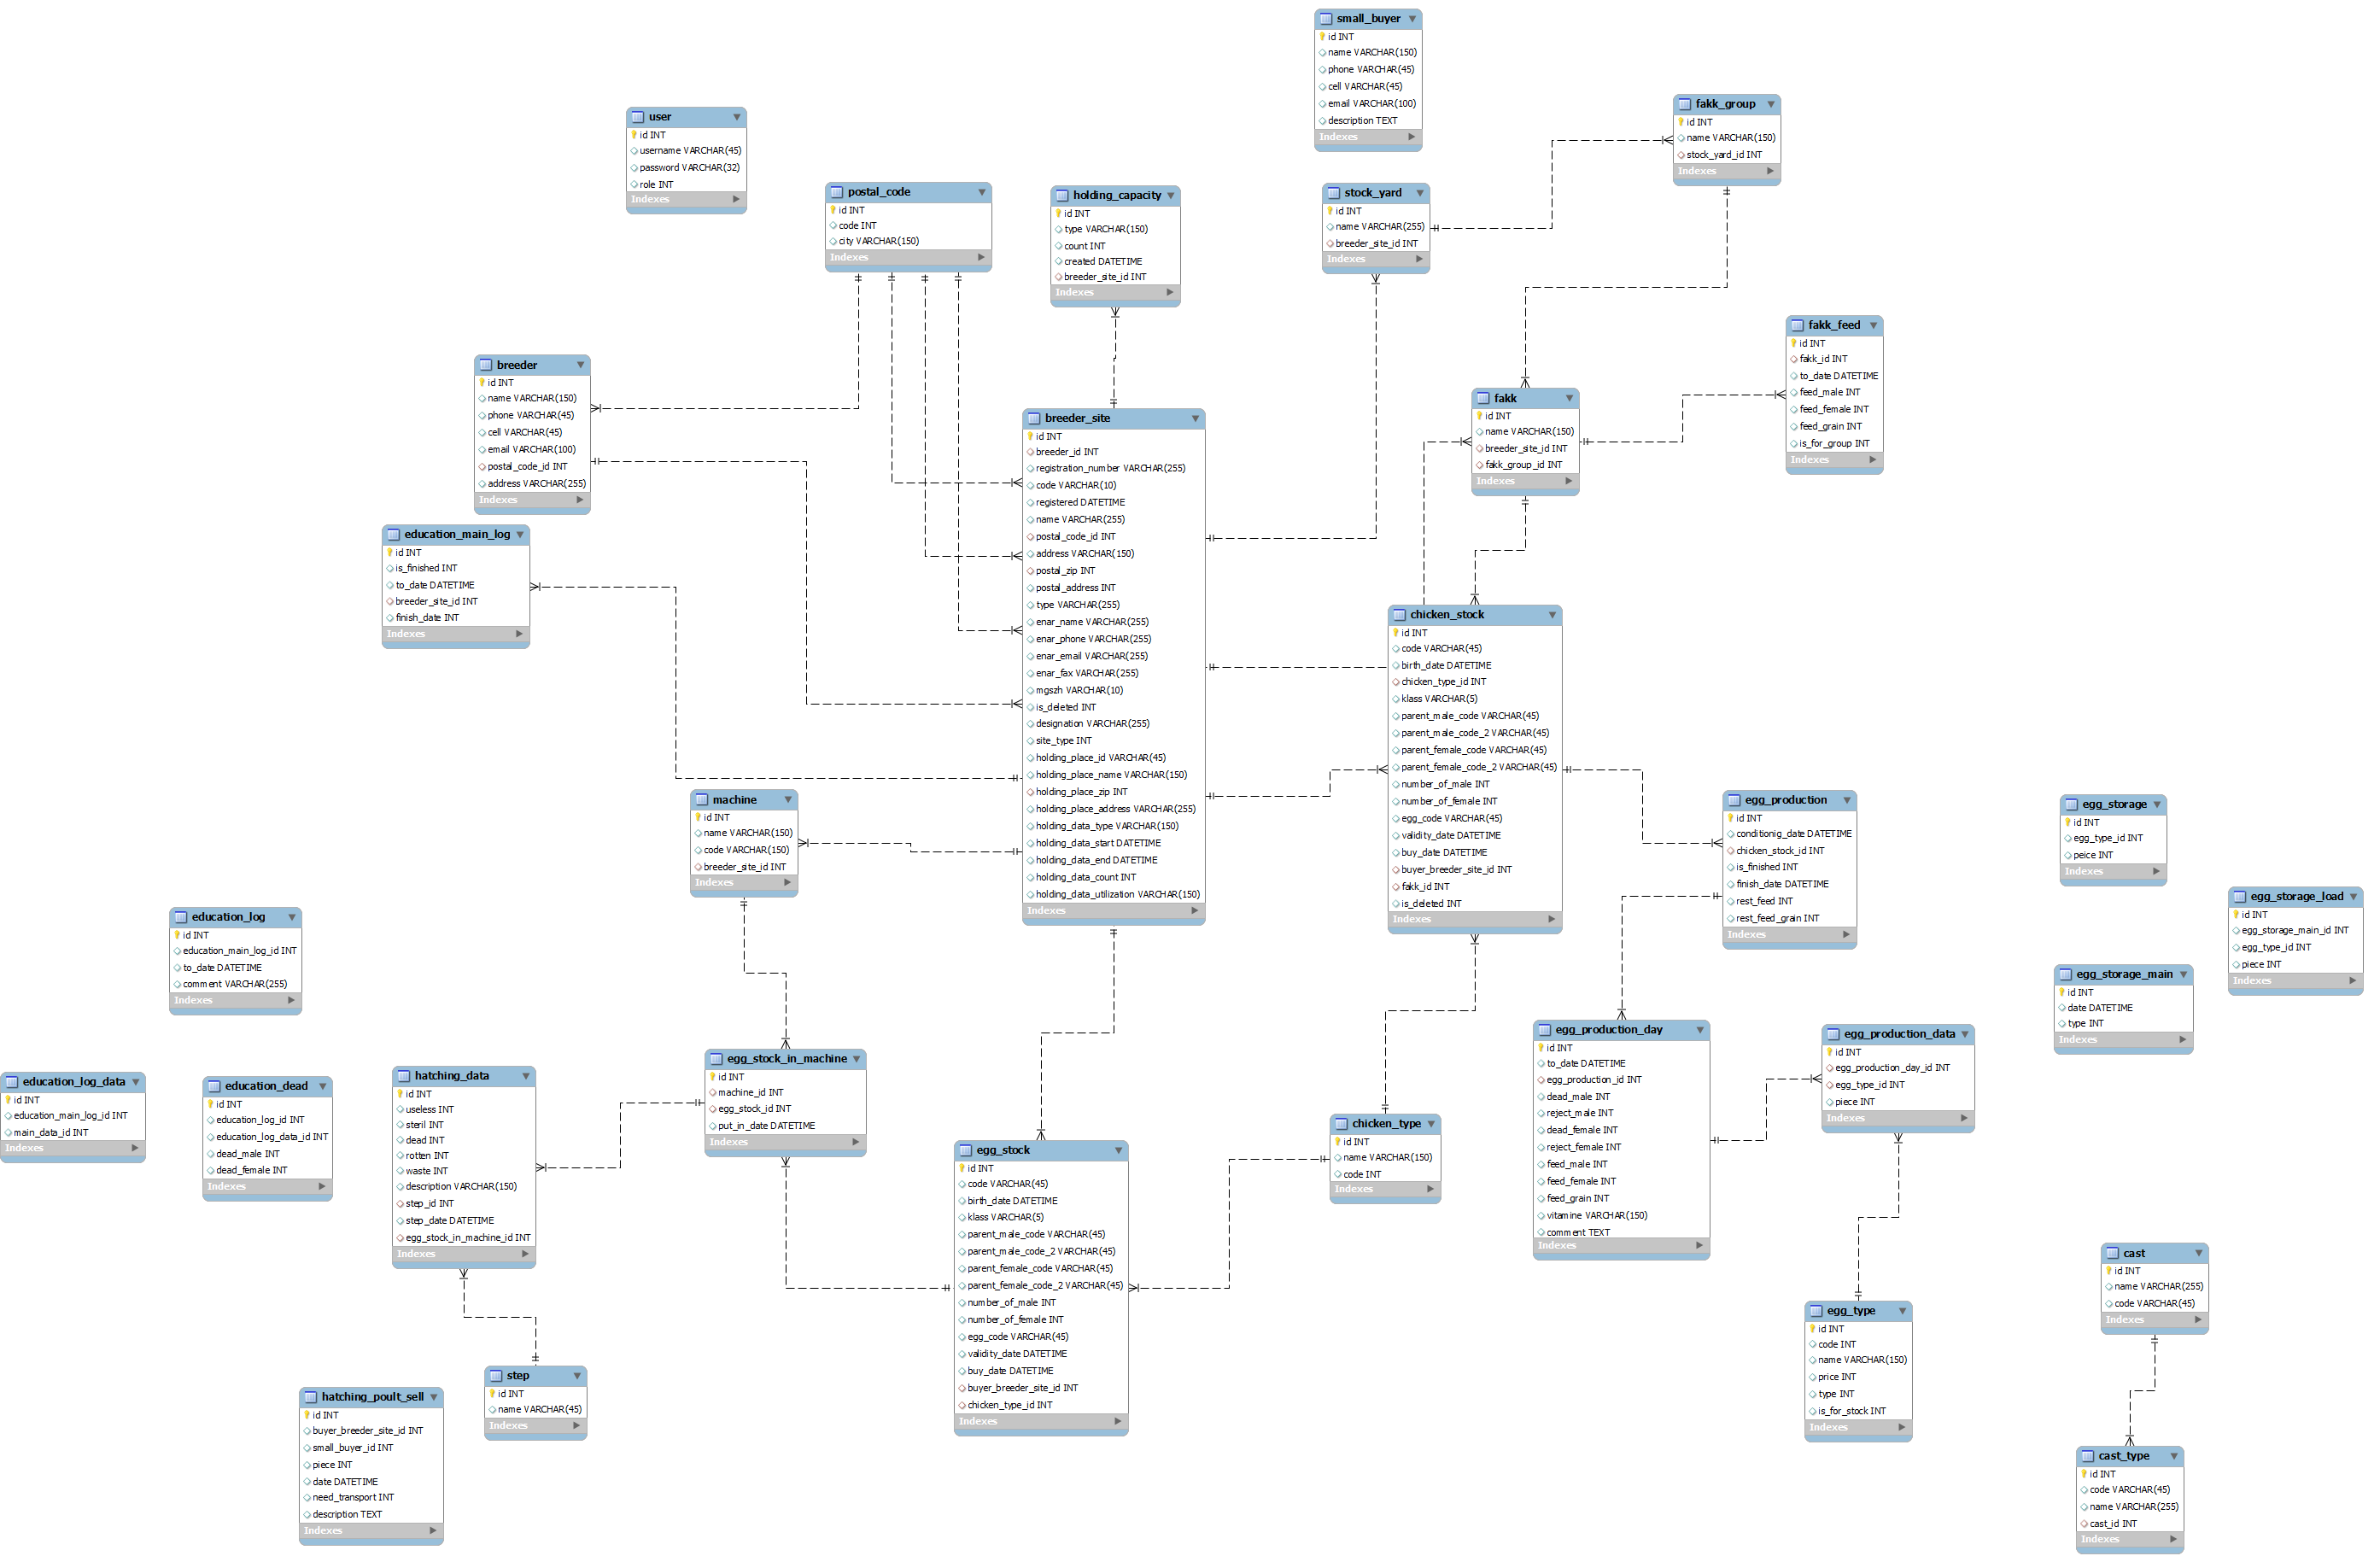 small_buyer
id INT
name VARCHAR(150)
phone VARCHAR(45)
cell VARCHAR(45)
email VARCHAR(100)
description TEXT
Indexes
fakk_group
id INT
name VARCHAR(150)
stock_yard_id INT
Indexes
user
id INT
username VARCHAR(45)
password VARCHAR(32)
role INT
Indexes
postal_code
id INT
code INT
city VARCHAR(150)
Indexes
holding_capacity
id INT
type VARCHAR(150)
count INT
created DATETIME
breeder_site_id INT
Indexes
stock_yard
id INT
name VARCHAR(255)
breeder_site_id INT
Indexes
fakk_feed
id INT
fakk_id INT
to_date DATETIME
feed_male INT
feed_female INT
feed_grain INT
is_for_group INT
Indexes
breeder
id INT
name VARCHAR(150)
phone VARCHAR(45)
cell VARCHAR(45)
email VARCHAR(100)
postal_code_id INT
address VARCHAR(255)
Indexes
fakk
id INT
name VARCHAR(150)
breeder_site_id INT
fakk_group_id INT
Indexes
breeder_site
id INT
breeder_id INT
registration_number VARCHAR(255)
code VARCHAR(10)
registered DATETIME
name VARCHAR(255)
postal_code_id INT
address VARCHAR(150)
postal_zip INT
postal_address INT
type VARCHAR(255)
enar_name VARCHAR(255)
enar_phone VARCHAR(255)
enar_email VARCHAR(255)
enar_fax VARCHAR(255)
mgszh VARCHAR(10)
is_deleted INT
designation VARCHAR(255)
site_type INT
holding_place_id VARCHAR(45)
holding_place_name VARCHAR(150)
holding_place_zip INT
holding_place_address VARCHAR(255)
holding_data_type VARCHAR(150)
holding_data_start DATETIME
holding_data_end DATETIME
holding_data_count INT
holding_data_utilization VARCHAR(150)
Indexes
education_main_log
id INT
is_finished INT
to_date DATETIME
breeder_site_id INT
finish_date INT
Indexes
chicken_stock
id INT
code VARCHAR(45)
birth_date DATETIME
chicken_type_id INT
klass VARCHAR(5)
parent_male_code VARCHAR(45)
parent_male_code_2 VARCHAR(45)
parent_female_code VARCHAR(45)
parent_female_code_2 VARCHAR(45)
number_of_male INT
number_of_female INT
egg_code VARCHAR(45)
validity_date DATETIME
buy_date DATETIME
buyer_breeder_site_id INT
fakk_id INT
is_deleted INT
Indexes
machine
id INT
name VARCHAR(150)
code VARCHAR(150)
breeder_site_id INT
Indexes
egg_production
id INT
conditionig_date DATETIME
chicken_stock_id INT
is_finished INT
finish_date DATETIME
rest_feed INT
rest_feed_grain INT
Indexes
egg_storage
id INT
egg_type_id INT
peice INT
Indexes
egg_storage_load
id INT
egg_storage_main_id INT
egg_type_id INT
piece INT
Indexes
education_log
id INT
education_main_log_id INT
to_date DATETIME
comment VARCHAR(255)
Indexes
egg_storage_main
id INT
date DATETIME
type INT
Indexes
egg_production_day
id INT
to_date DATETIME
egg_production_id INT
dead_male INT
reject_male INT
dead_female INT
reject_female INT
feed_male INT
feed_female INT
feed_grain INT
vitamine VARCHAR(150)
comment TEXT
Indexes
egg_production_data
id INT
egg_production_day_id INT
egg_type_id INT
piece INT
Indexes
egg_stock_in_machine
id INT
machine_id INT
egg_stock_id INT
put_in_date DATETIME
Indexes
hatching_data
id INT
useless INT
steril INT
dead INT
rotten INT
waste INT
description VARCHAR(150)
step_id INT
step_date DATETIME
egg_stock_in_machine_id INT
Indexes
education_log_data
id INT
education_main_log_id INT
main_data_id INT
Indexes
education_dead
id INT
education_log_id INT
education_log_data_id INT
dead_male INT
dead_female INT
Indexes
chicken_type
id INT
name VARCHAR(150)
code INT
Indexes
egg_stock
id INT
code VARCHAR(45)
birth_date DATETIME
klass VARCHAR(5)
parent_male_code VARCHAR(45)
parent_male_code_2 VARCHAR(45)
parent_female_code VARCHAR(45)
parent_female_code_2 VARCHAR(45)
number_of_male INT
number_of_female INT
egg_code VARCHAR(45)
validity_date DATETIME
buy_date DATETIME
buyer_breeder_site_id INT
chicken_type_id INT
Indexes
cast
id INT
name VARCHAR(255)
code VARCHAR(45)
Indexes
egg_type
id INT
code INT
name VARCHAR(150)
price INT
type INT
is_for_stock INT
Indexes
step
id INT
name VARCHAR(45)
Indexes
hatching_poult_sell
id INT
buyer_breeder_site_id INT
small_buyer_id INT
piece INT
date DATETIME
need_transport INT
description TEXT
Indexes
cast_type
id INT
code VARCHAR(45)
name VARCHAR(255)
cast_id INT
Indexes